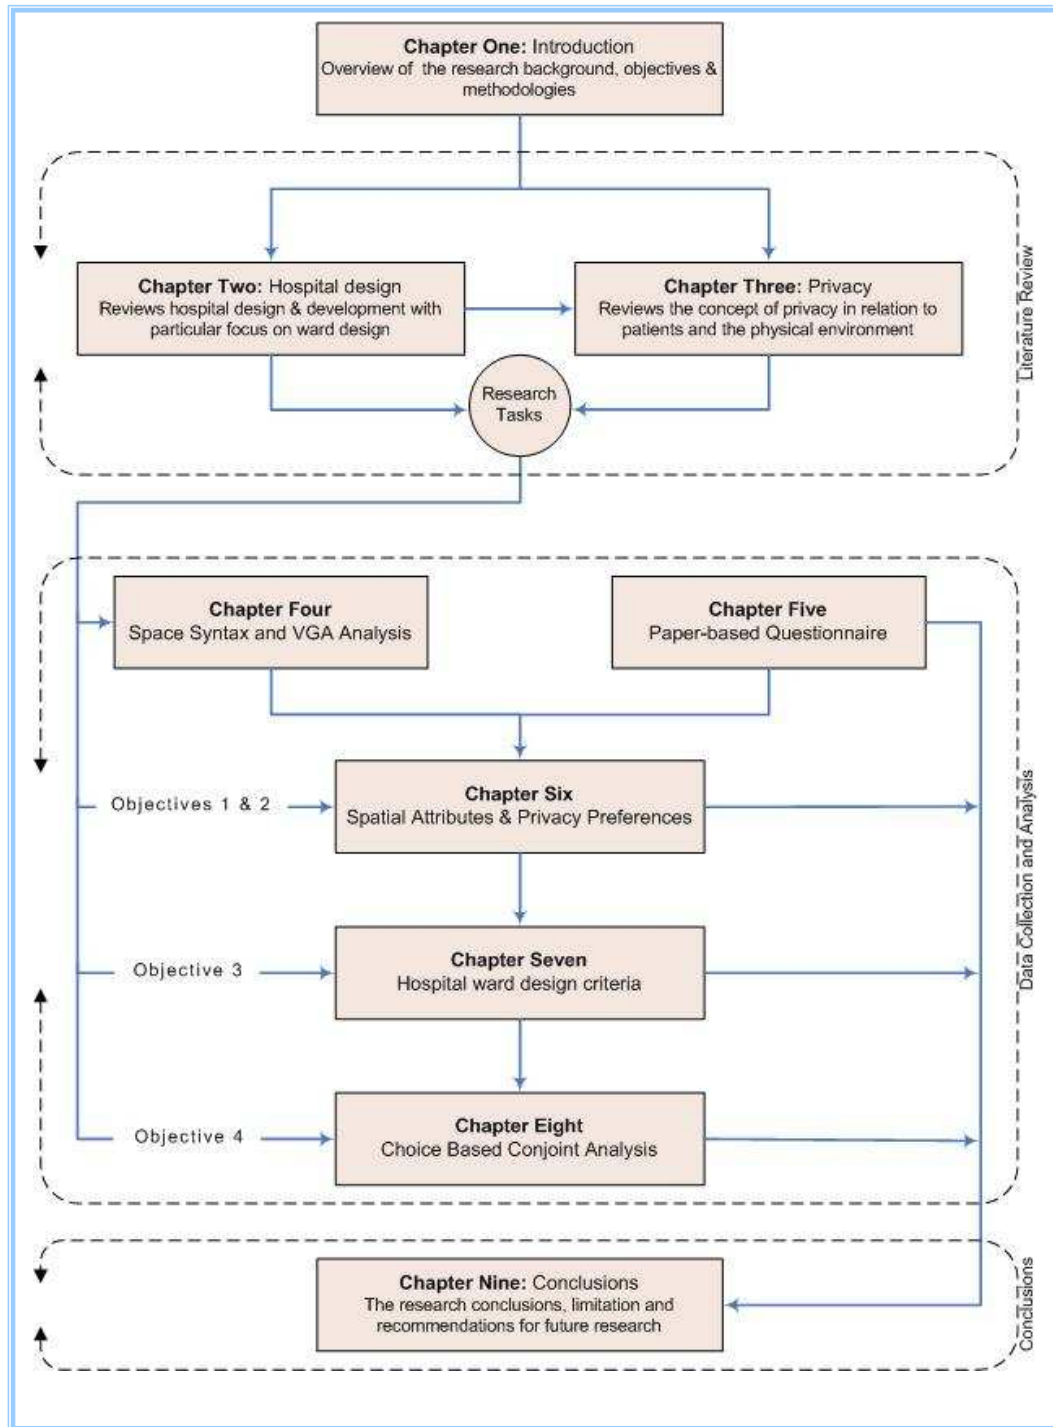 Chapter One: Introduction
Overview of the research background, objectives &
methodologies
Literature Review
Chapter Two: Hospital design
Reviews hospital design & development with
particular focus on ward design
Chapter Three: Privacy
Reviews the concept of privacy in relation to
patients and the physical environment
Research
Tasks
Data Collection and Analysis
Chapter Four
Space Syntax and VGA Analysis
Chapter Five
Paper-based Questionnaire
Objectives 1 & 2
Chapter Six
Spatial Attributes & Privacy Preferences
Objective 3
Chapter Seven
Hospital ward design criteria
Objective 4
Chapter Eight
Choice Based Conjoint Analysis
Conclusions
Chapter Nine: Conclusions
The research conclusions, limitation and
recommendations for future research